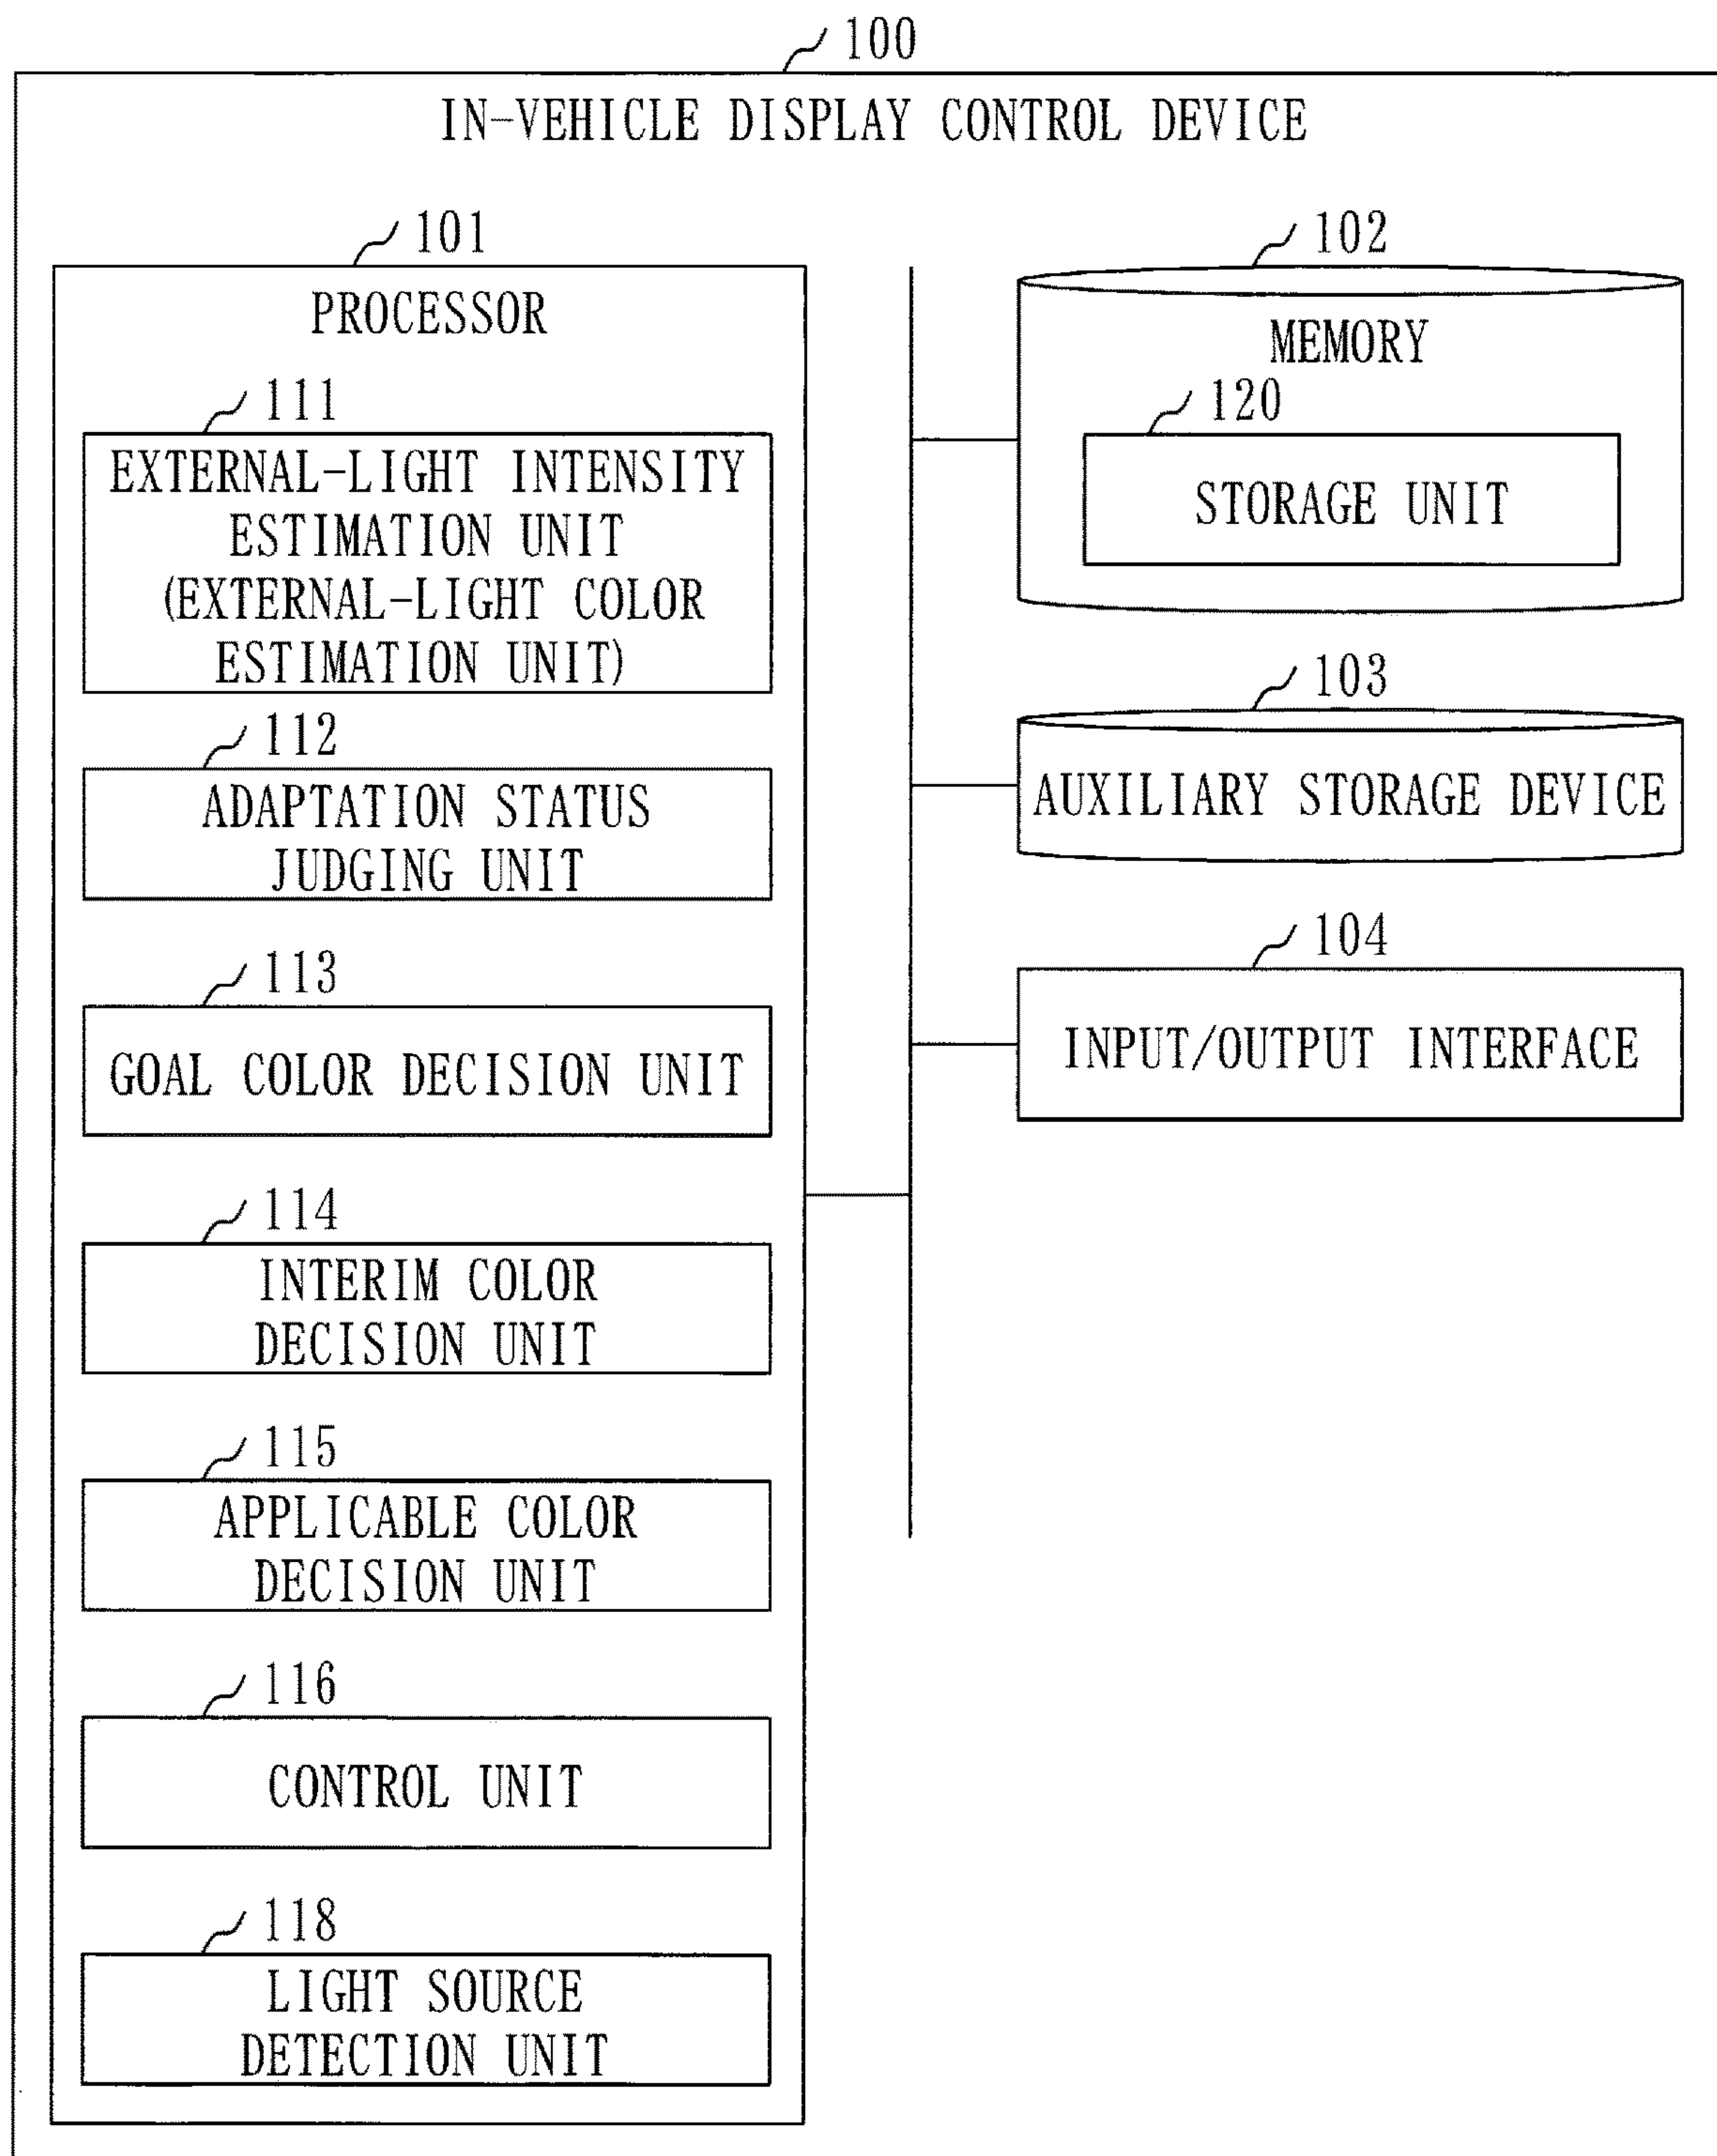 100
IN-VEHICLE DISPLAY CONTROL DEVICE
101
PROCESSOR
111
EXTERNAL-LIGHT INTENSITY
ESTIMATION UNIT
(EXTERNAL-LIGHT COLOR
ESTIMATION UNIT)
112
ADAPTATION STATUS
JUDGING UNIT
113
GOAL COLOR DECISION UNIT
114
INTERIM COLOR
DECISION UNIT
115
APPLICABLE COLOR
DECISION UNIT
116
CONTROL UNIT
118
LIGHT SOURCE
DETECTION UNIT
102
MEMORY
120
STORAGE UNIT
103
AUXILIARY STORAGE DEVICE
104
INPUT/OUTPUT INTERFACE